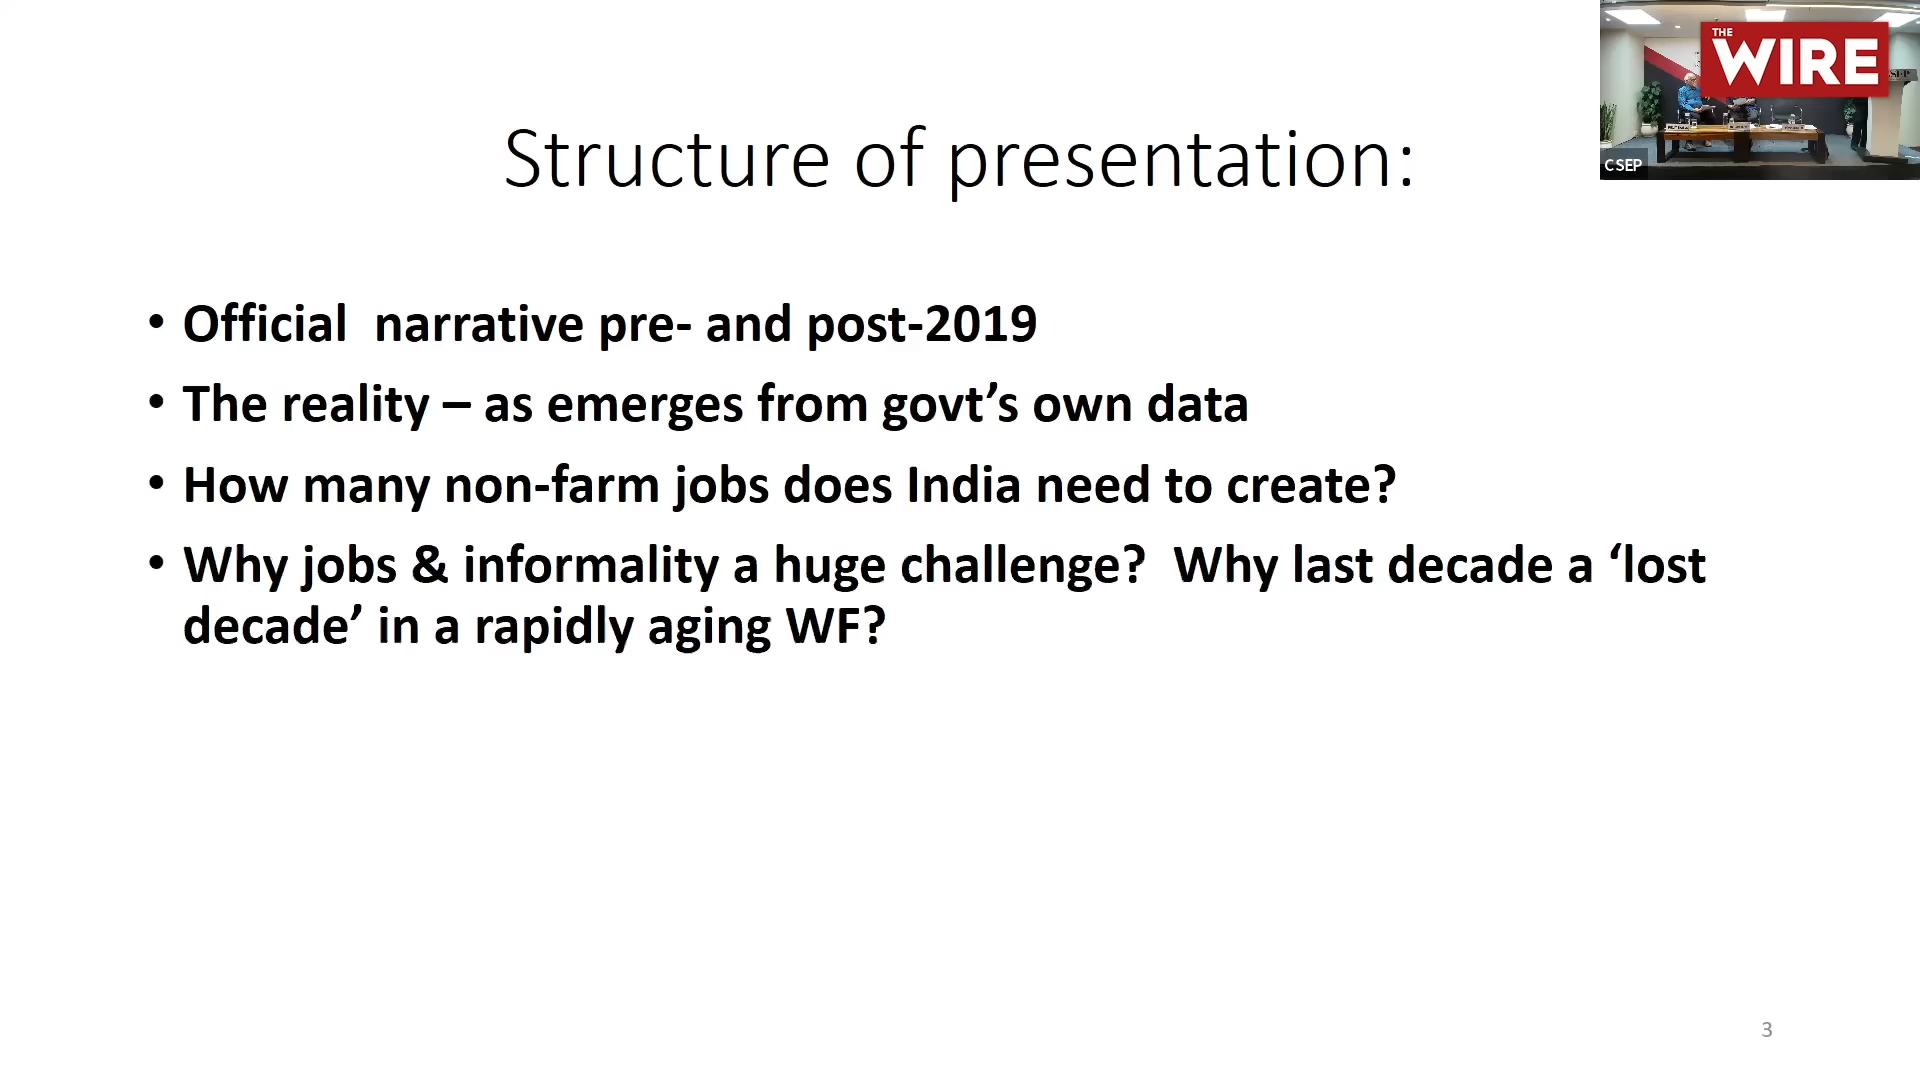 THE
WIRE
CSEP
Structure of presentation:
• Official  narrative pre- and post-2019
• The reality – as emerges from govt’s own data
• How many non-farm jobs does India need to create?
• Why jobs & informality a huge challenge?  Why last decade a ‘lost
decade’ in a rapidly aging WF?
3